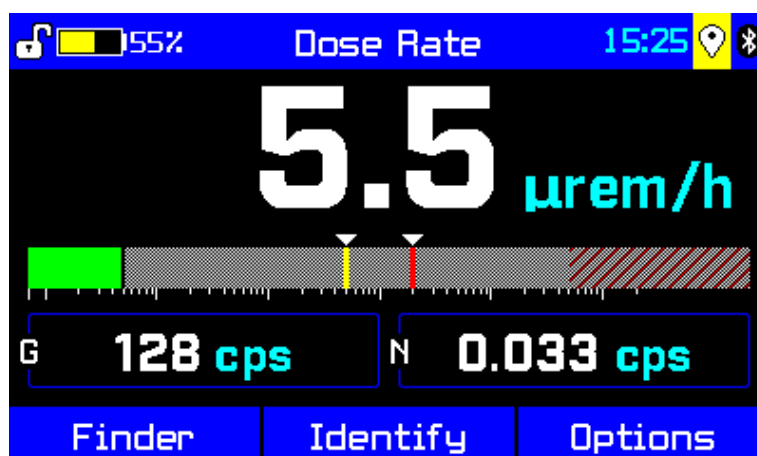 55% Dose Rate 15:25
5.5 µrem/h
G 128 cps N 0.033 cps
Finder Identify Options